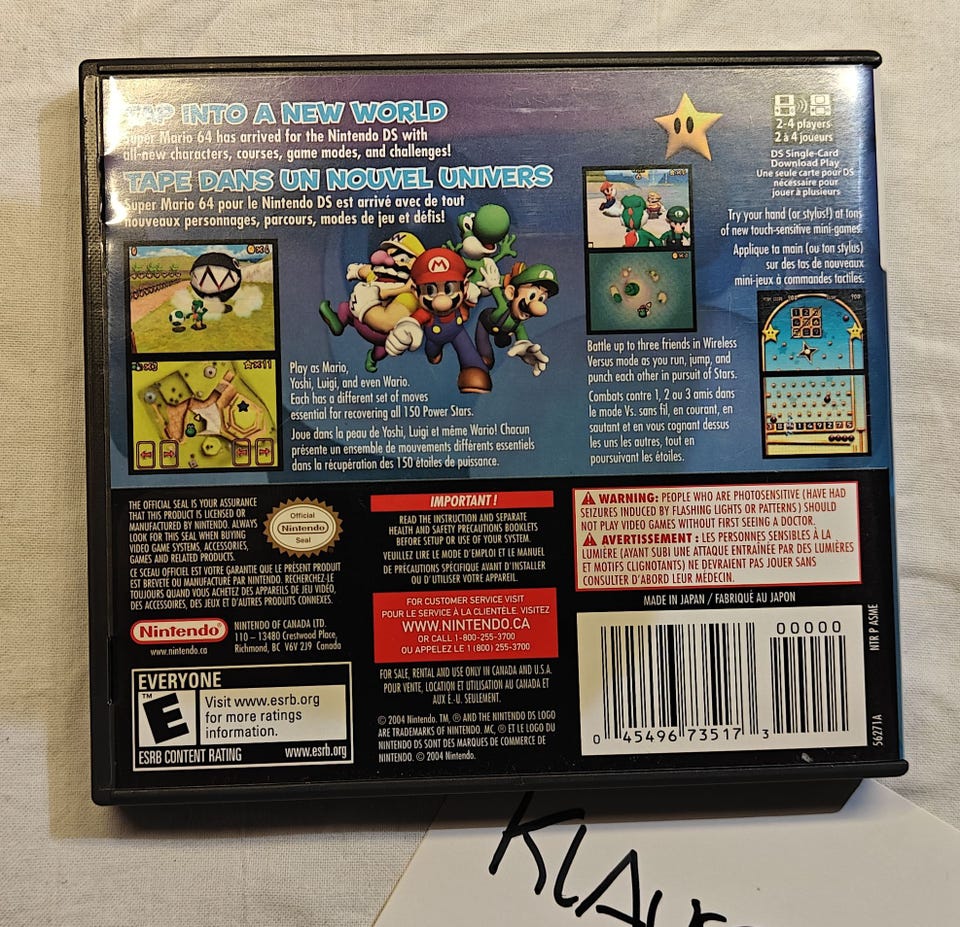 TAP INTO A NEW WORLD
Super Mario 64 has arrived for the Nintendo DS with
all-new characters, courses, game modes, and challenges!
TAPE DANS UN NOUVEL UNIVERS
Super Mario 64 pour le Nintendo DS est arrivé avec de tout
nouveaux personnages, parcours, modes de jeu et défis!
2-4 players
2 à 4 joueurs
DS Single-Card
Download Play
Une seule carte pour DS
nécessaire pour
jouer à plusieurs
Try your hand (or stylus!) at tons
of new touch-sensitive mini-games.
Applique ta main (ou ton stylus)
sur des tas de nouveaux
mini-jeux à commandes tactiles.
Play as Mario,
Yoshi, Luigi, and even Wario.
Each has a different set of moves
essential for recovering all 150 Power Stars.
Joue dans la peau de Yoshi, Luigi et même Wario! Chacun
présente un ensemble de mouvements différents essentiels
dans la récupération des 150 étoiles de puissance.
Battle up to three friends in Wireless
Versus mode as you run, jump, and
punch each other in pursuit of Stars.
Combats contre 1, 2 ou 3 amis dans
le mode Vs. sans fil, en courant, en
sautant et en vous cognant dessus
les uns les autres, tout en
poursuivant les étoiles.
THE OFFICIAL SEAL IS YOUR ASSURANCE
THAT THIS PRODUCT IS LICENSED OR
MANUFACTURED BY NINTENDO. ALWAYS
LOOK FOR THIS SEAL WHEN BUYING
VIDEO GAME SYSTEMS, ACCESSORIES,
GAMES AND RELATED PRODUCTS.
CE SCEAU OFFICIEL EST VOTRE GARANTIE QUE LE PRÉSENT PRODUIT
EST BREVETÉ OU MANUFACTURÉ PAR NINTENDO. RECHERCHEZ-LE
TOUJOURS QUAND VOUS ACHETEZ DES APPAREILS DE JEU VIDÉO,
DES ACCESSOIRES, DES JEUX ET D'AUTRES PRODUITS CONNEXES.
Official
Nintendo
Seal
Nintendo®
www.nintendo.ca
NINTENDO OF CANADA LTD.
110 – 13480 Crestwood Place,
Richmond, BC V6V 2J9 Canada
EVERYONE
TM
E
Visit www.esrb.org
for more ratings
information.
ESRB CONTENT RATING www.esrb.org
IMPORTANT !
READ THE INSTRUCTION AND SEPARATE
HEALTH AND SAFETY PRECAUTIONS BOOKLETS
BEFORE SETUP OR USE OF YOUR SYSTEM.
VEUILLEZ LIRE LE MODE D'EMPLOI ET LE MANUEL
DE PRÉCAUTIONS SPÉCIFIQUE AVANT D'INSTALLER
OU D'UTILISER VOTRE APPAREIL.
FOR CUSTOMER SERVICE VISIT
POUR LE SERVICE À LA CLIENTÈLE, VISITEZ
WWW.NINTENDO.CA
OR CALL 1-800-255-3700
OU APPELEZ LE 1 (800) 255-3700
FOR SALE, RENTAL AND USE ONLY IN CANADA AND U.S.A.
POUR VENTE, LOCATION ET UTILISATION AU CANADA ET
AUX E.-U. SEULEMENT.
© 2004 Nintendo. TM, ® AND THE NINTENDO DS LOGO
ARE TRADEMARKS OF NINTENDO. MC, ® ET LE LOGO DU
NINTENDO DS SONT DES MARQUES DE COMMERCE DE
NINTENDO. © 2004 Nintendo.
WARNING: PEOPLE WHO ARE PHOTOSENSITIVE (HAVE HAD
SEIZURES INDUCED BY FLASHING LIGHTS OR PATTERNS) SHOULD
NOT PLAY VIDEO GAMES WITHOUT FIRST SEEING A DOCTOR.
AVERTISSEMENT : LES PERSONNES SENSIBLES À LA
LUMIÈRE (AYANT SUBI UNE ATTAQUE ENTRAÎNÉE PAR DES LUMIÈRES
ET MOTIFS CLIGNOTANTS) NE DEVRAIENT PAS JOUER SANS
CONSULTER D'ABORD LEUR MÉDECIN.
MADE IN JAPAN / FABRIQUÉ AU JAPON
00000
0 45496 73517 3
NTR P ASME
56271A